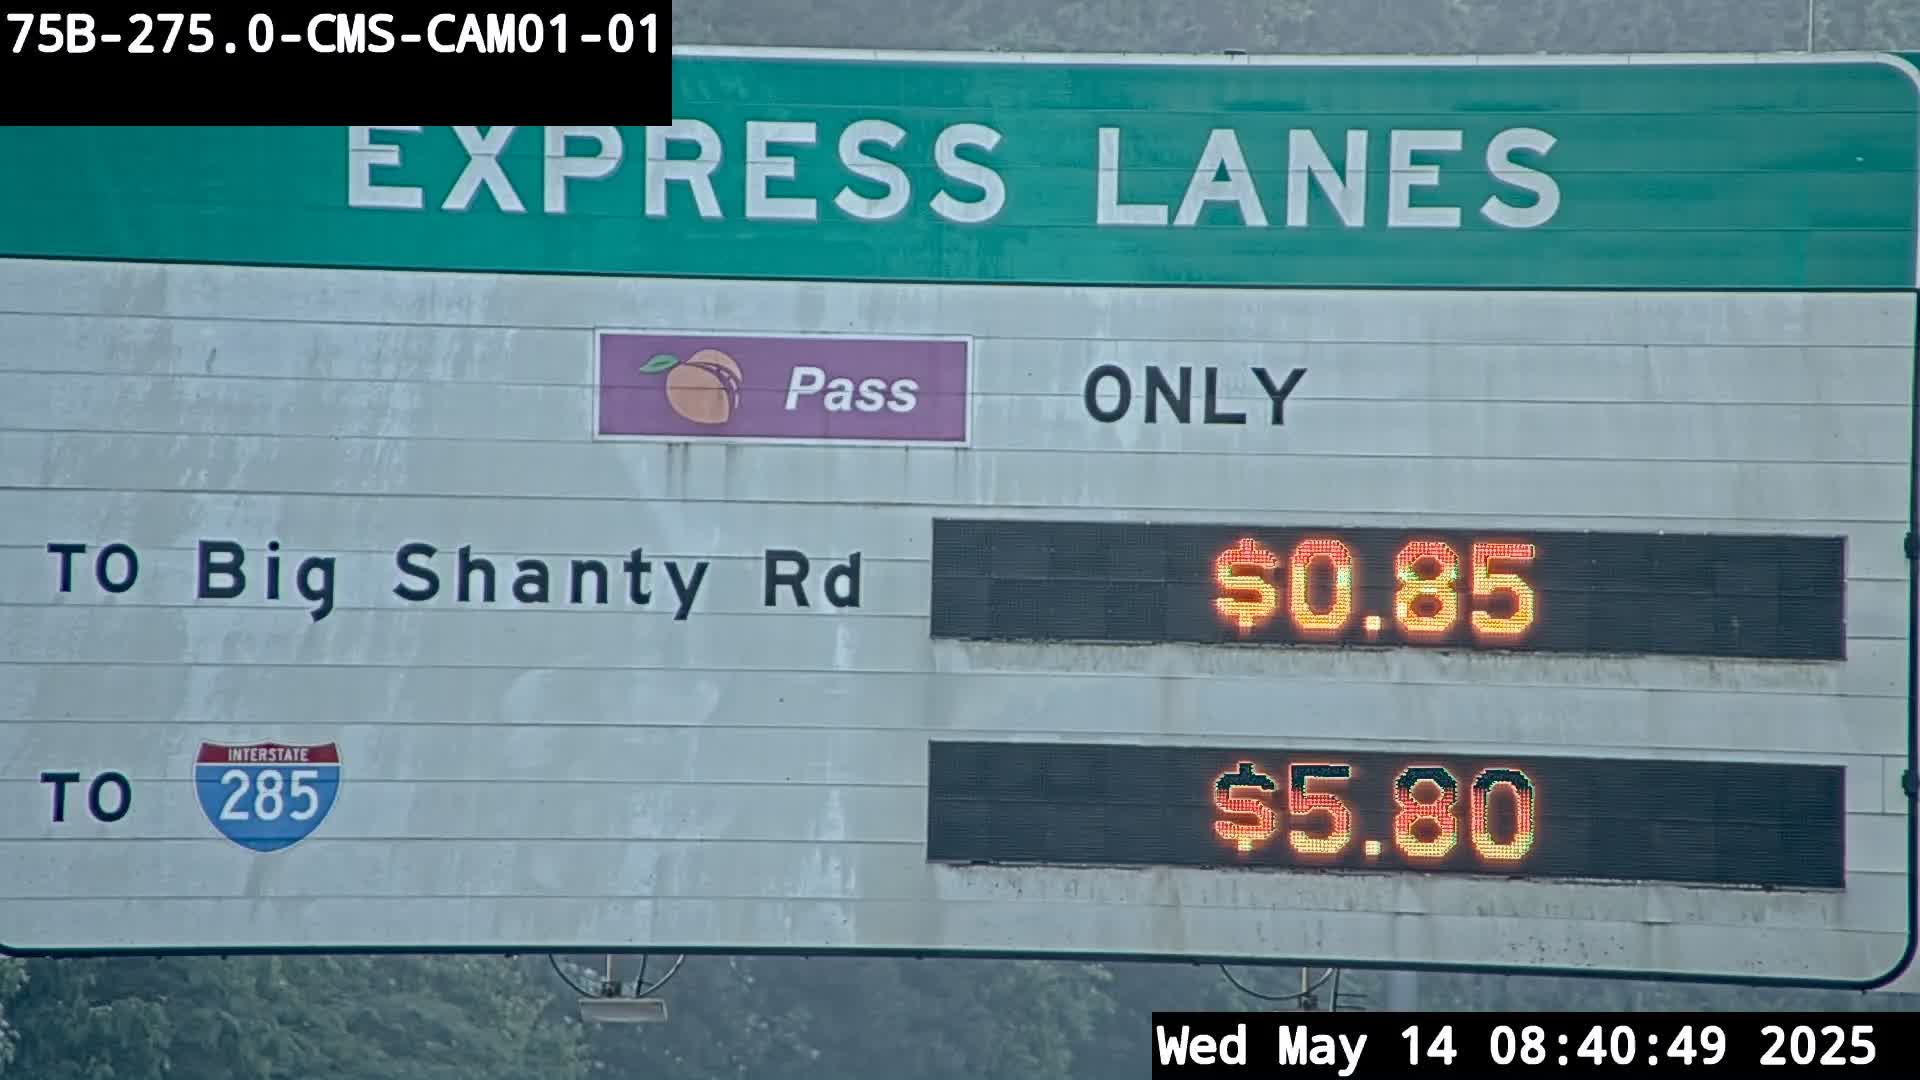 75B-275.0-CMS-CAM01-01
EXPRESS LANES
Pass ONLY
TO Big Shanty Rd $0.85
INTERSTATE
TO 285 $5.80
Wed May 14 08:40:49 2025